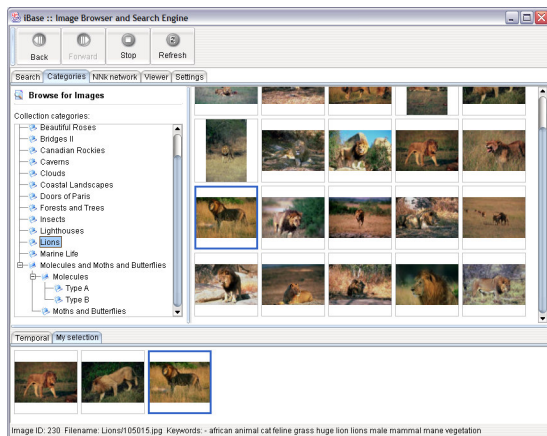 iBase :: Image Browser and Search Engine
Back Forward Stop Refresh
Search Categories NNk network Viewer Settings
Browse for Images
Collection categories:
Beautiful Roses
Bridges II
Canadian Rockies
Caverns
Clouds
Coastal Landscapes
Doors of Paris
Forests and Trees
Insects
Lighthouses
Lions
Marine Life
Molecules and Moths and Butterflies
Molecules
Type A
Type B
Moths and Butterflies
Temporal My selection
Image ID: 230 Filename: Lions/105015.jpg Keywords: - african animal cat feline grass huge lion lions male mammal mane vegetation